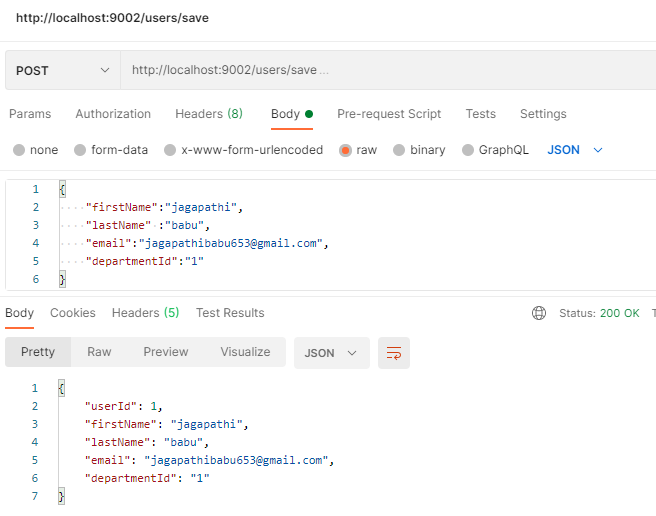 http://localhost:9002/users/save
POST http://localhost:9002/users/save ...
Params Authorization Headers (8) Body Pre-request Script Tests Settings
none form-data x-www-form-urlencoded raw binary GraphQL JSON
1 {
2 "firstName":"jagapathi",
3 "lastName" :"babu",
4 "email":"jagapathibabu653@gmail.com",
5 "departmentId":"1"
6 }
Body Cookies Headers (5) Test Results Status: 200 OK T
Pretty Raw Preview Visualize JSON
1 {
2 "userId": 1,
3 "firstName": "jagapathi",
4 "lastName": "babu",
5 "email": "jagapathibabu653@gmail.com",
6 "departmentId": "1"
7 }